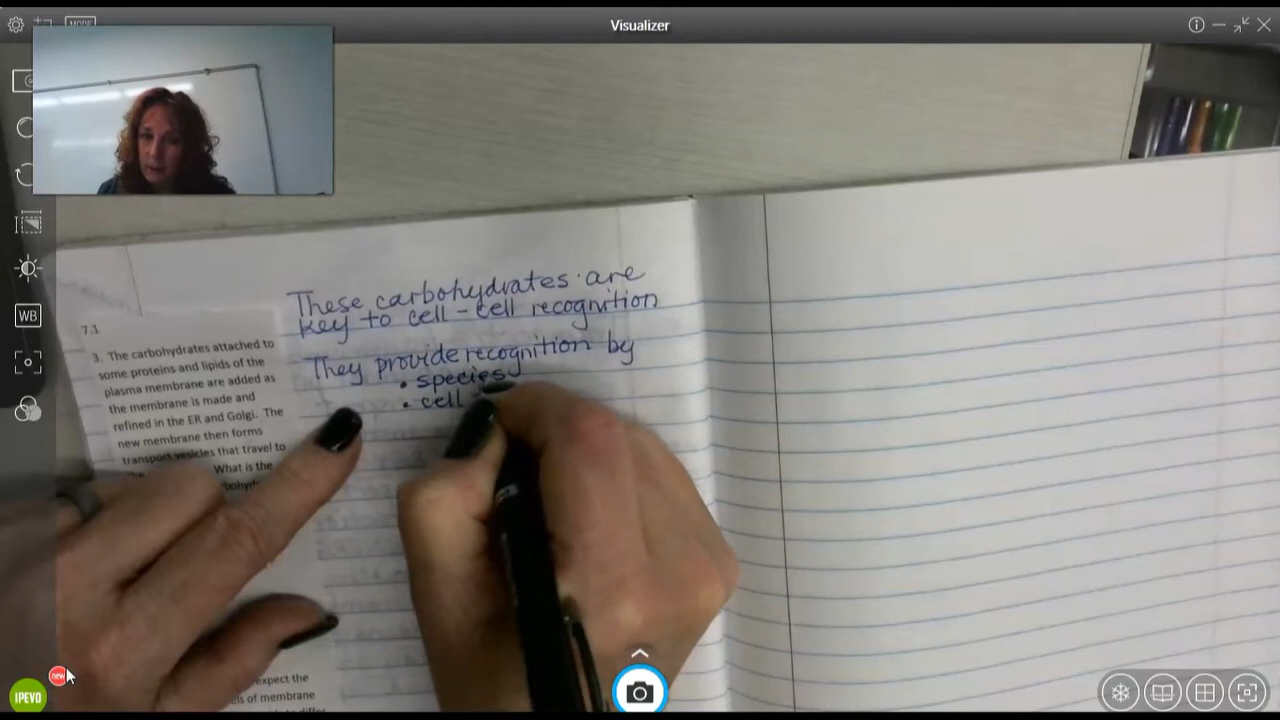 MODE
Visualizer
WB
These carbohydrates are
key to cell-cell recognition
They provide recognition by
• species
• cell
7.1
3. The carbohydrates attached to
some proteins and lipids of the
plasma membrane are added as
the membrane is made and
refined in the ER and Golgi. The
new membrane then forms
transport vesicles that travel to
What is the
expect the
of membrane
new
IPEVO